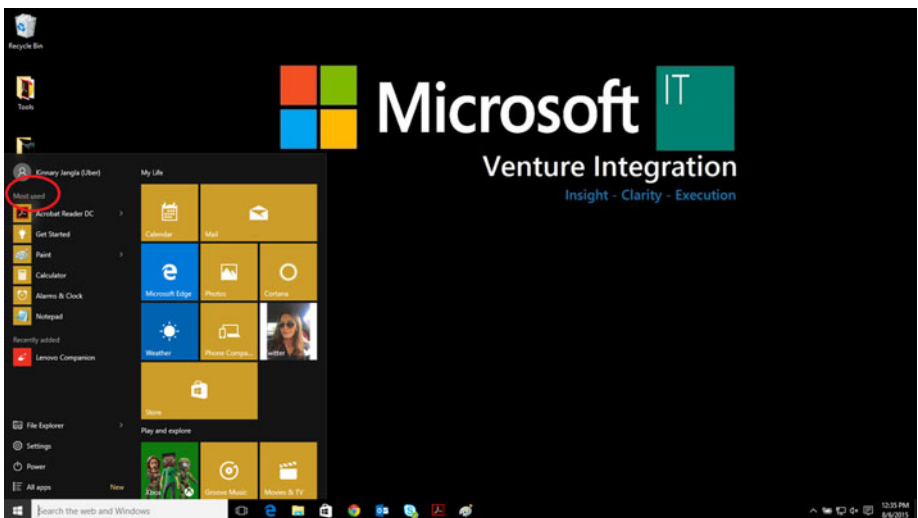 Recycle Bin
Tools
Microsoft IT
Venture Integration
Insight - Clarity - Execution
Kinnary Jangla (Uber)
Most used
Acrobat Reader DC
Get Started
Paint
Calculator
Alarms & Clock
Notepad
Recently added
Lenovo Companion
File Explorer
Settings
Power
All apps New
My Life
Calendar Mail
Microsoft Edge Photos Cortana
Weather Phone Compa... witter
Store
Play and explore
Xbox Groove Music Movies & TV
Search the web and Windows
12:35 PM
8/6/2015